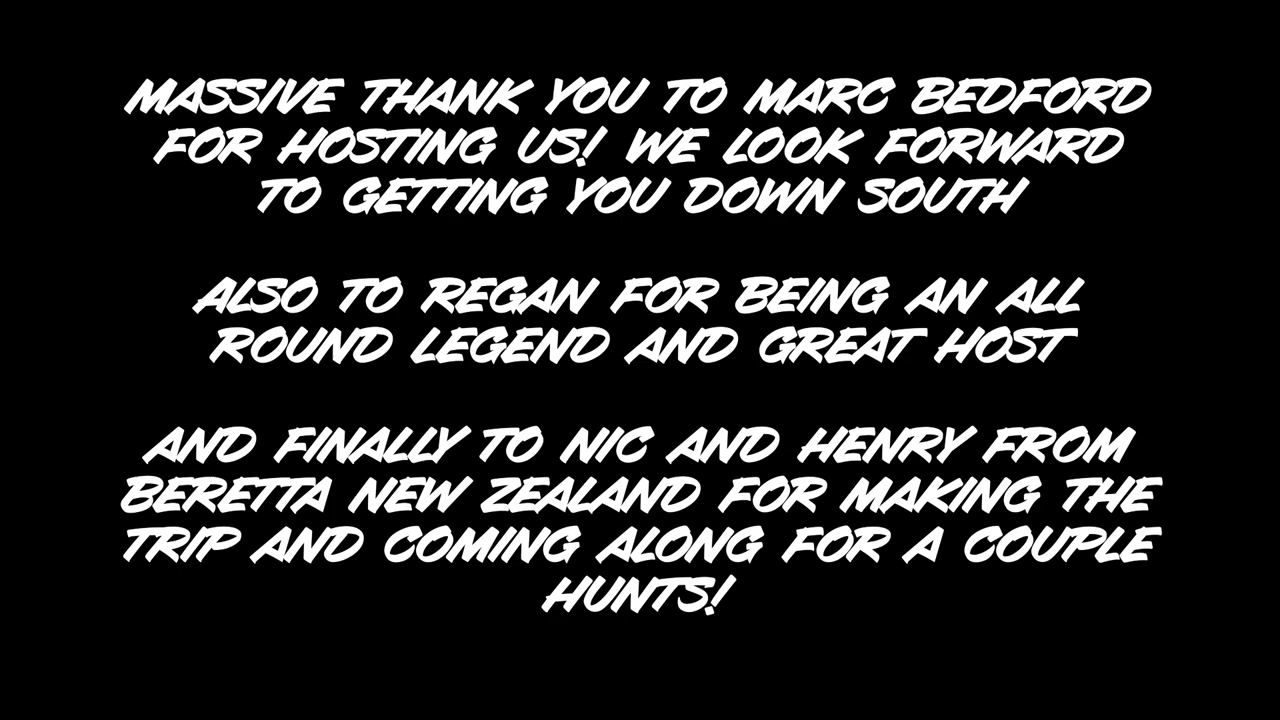 MASSIVE THANK YOU TO MARC BEDFORD
FOR HOSTING US! WE LOOK FORWARD
TO GETTING YOU DOWN SOUTH
ALSO TO REGAN FOR BEING AN ALL
ROUND LEGEND AND GREAT HOST
AND FINALLY TO NIC AND HENRY FROM
BERETTA NEW ZEALAND FOR MAKING THE
TRIP AND COMING ALONG FOR A COUPLE
HUNTS!